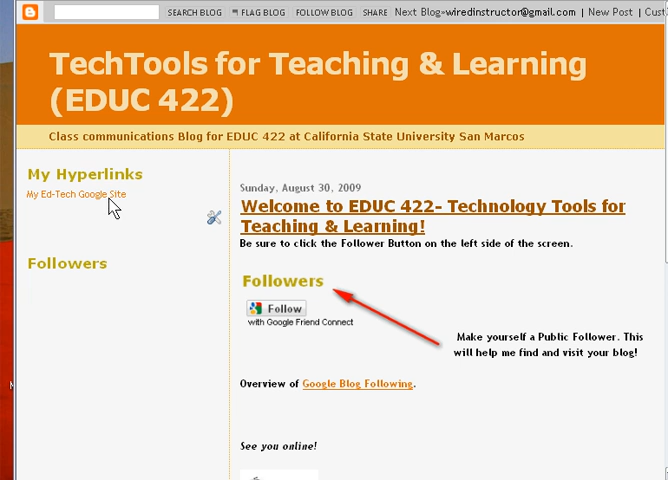 SEARCH BLOG FLAG BLOG FOLLOW BLOG SHARE Next Blog» wiredinstructor@gmail.com | New Post |
TechTools for Teaching & Learning
(EDUC 422)
Class communications Blog for EDUC 422 at California State University San Marcos
My Hyperlinks
My Ed-Tech Google Site
Followers
Sunday, August 30, 2009
Welcome to EDUC 422- Technology Tools for
Teaching & Learning!
Be sure to click the Follower Button on the left side of the screen.
Followers
Follow
with Google Friend Connect
Make yourself a Public Follower. This
will help me find and visit your blog!
Overview of Google Blog Following.
See you online!